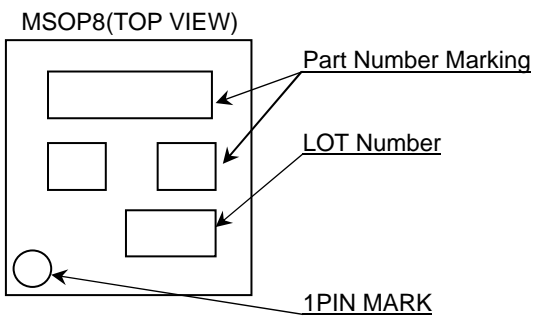 MSOP8(TOP VIEW)
Part Number Marking
LOT Number
1PIN MARK